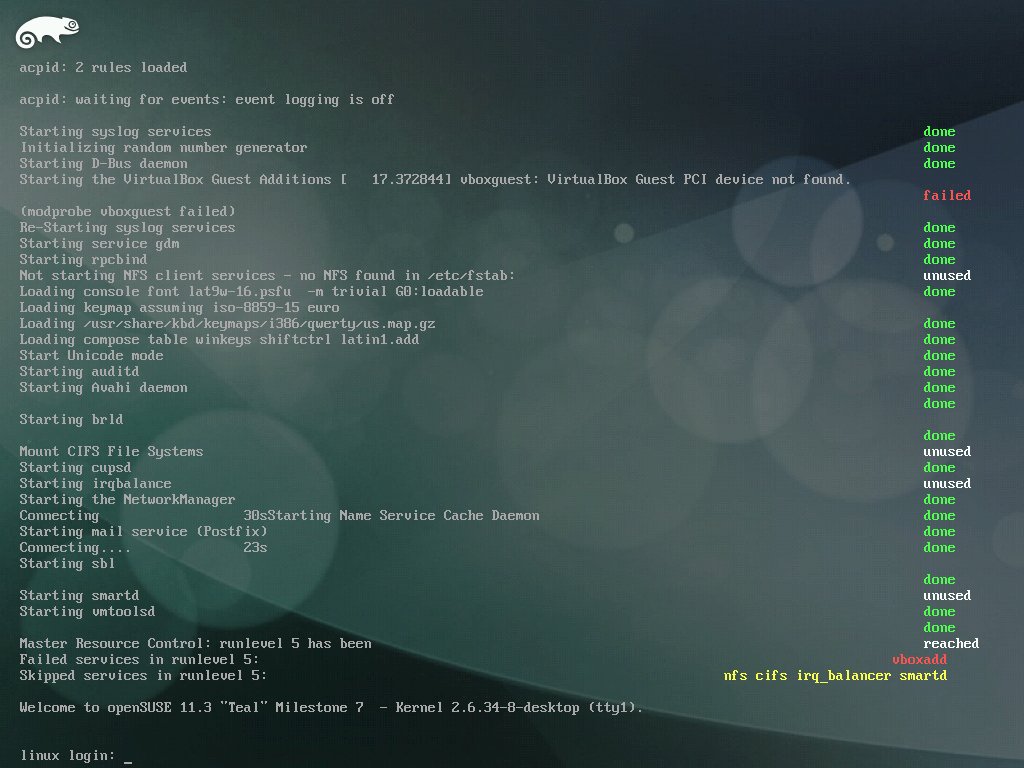 acpid: 2 rules loaded
acpid: waiting for events: event logging is off
Starting syslog services done
Initializing random number generator done
Starting D-Bus daemon done
Starting the VirtualBox Guest Additions [   17.372844] vboxguest: VirtualBox Guest PCI device not found.
failed
(modprobe vboxguest failed)
Re-Starting syslog services done
Starting service gdm done
Starting rpcbind done
Not starting NFS client services - no NFS found in /etc/fstab: unused
Loading console font lat9w-16.psfu  -m trivial G0:loadable done
Loading keymap assuming iso-8859-15 euro
Loading /usr/share/kbd/keymaps/i386/qwerty/us.map.gz done
Loading compose table winkeys shiftctrl latin1.add done
Start Unicode mode done
Starting auditd done
Starting Avahi daemon done
done
Starting brld
done
Mount CIFS File Systems unused
Starting cupsd done
Starting irqbalance unused
Starting the NetworkManager done
Connecting 30sStarting Name Service Cache Daemon done
Starting mail service (Postfix) done
Connecting.... 23s done
Starting sbl
done
Starting smartd unused
Starting vmtoolsd done
done
Master Resource Control: runlevel 5 has been reached
Failed services in runlevel 5: vboxadd
Skipped services in runlevel 5: nfs cifs irq_balancer smartd
Welcome to openSUSE 11.3 "Teal" Milestone 7  - Kernel 2.6.34-8-desktop (tty1).
linux login: _